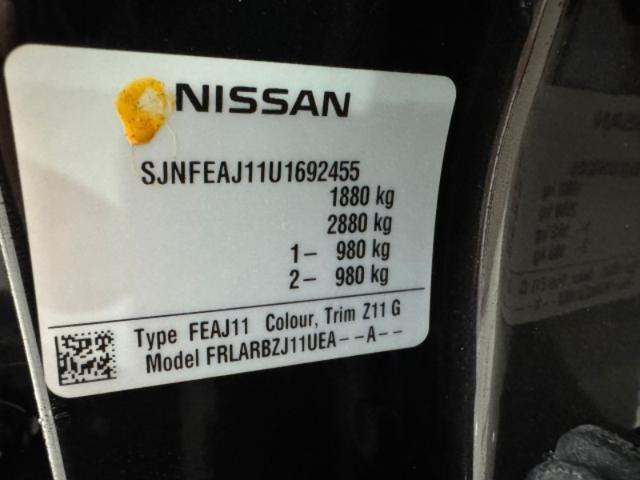 NISSAN
SJNFEAJ11U1692455
1880 kg
2880 kg
1– 980 kg
2– 980 kg
Type FEAJ11 Colour, Trim Z11 G
Model FRLARBZJ11UEA--A--